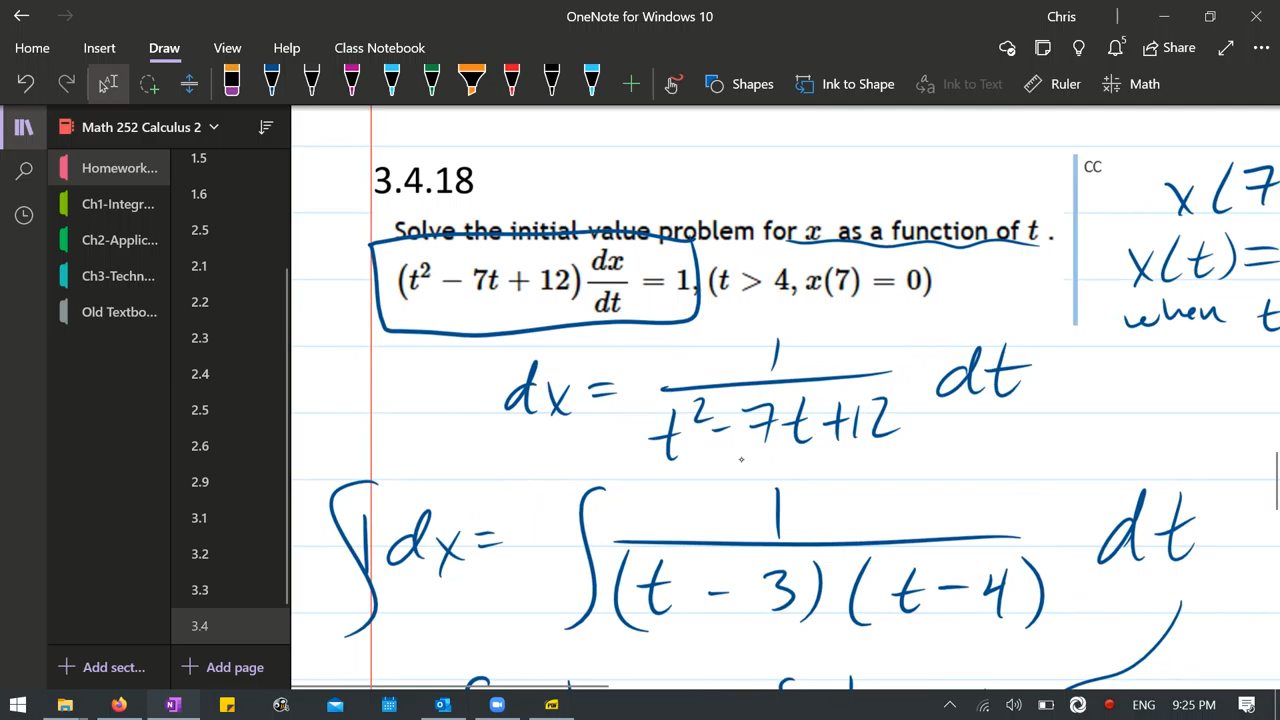 OneNote for Windows 10
Chris
Home Insert Draw View Help Class Notebook
5
Share
Shapes Ink to Shape Ink to Text Ruler Math
Math 252 Calculus 2
Homework...
Ch1-Integr...
Ch2-Applic...
Ch3-Techn...
Old Textbo...
1.5
1.6
2.5
2.1
2.2
2.3
2.4
2.5
2.6
2.9
3.1
3.2
3.3
3.4
Add sect...
Add page
3.4.18
Solve the initial value problem for x as a function of t .
(t² − 7t + 12) dx/dt = 1, (t > 4, x(7) = 0)
CC
x(7
x(t)=
when t
dx = 1/(t² - 7t + 12) dt
∫ dx = ∫ 1/((t - 3)(t - 4)) dt
ENG 9:25 PM